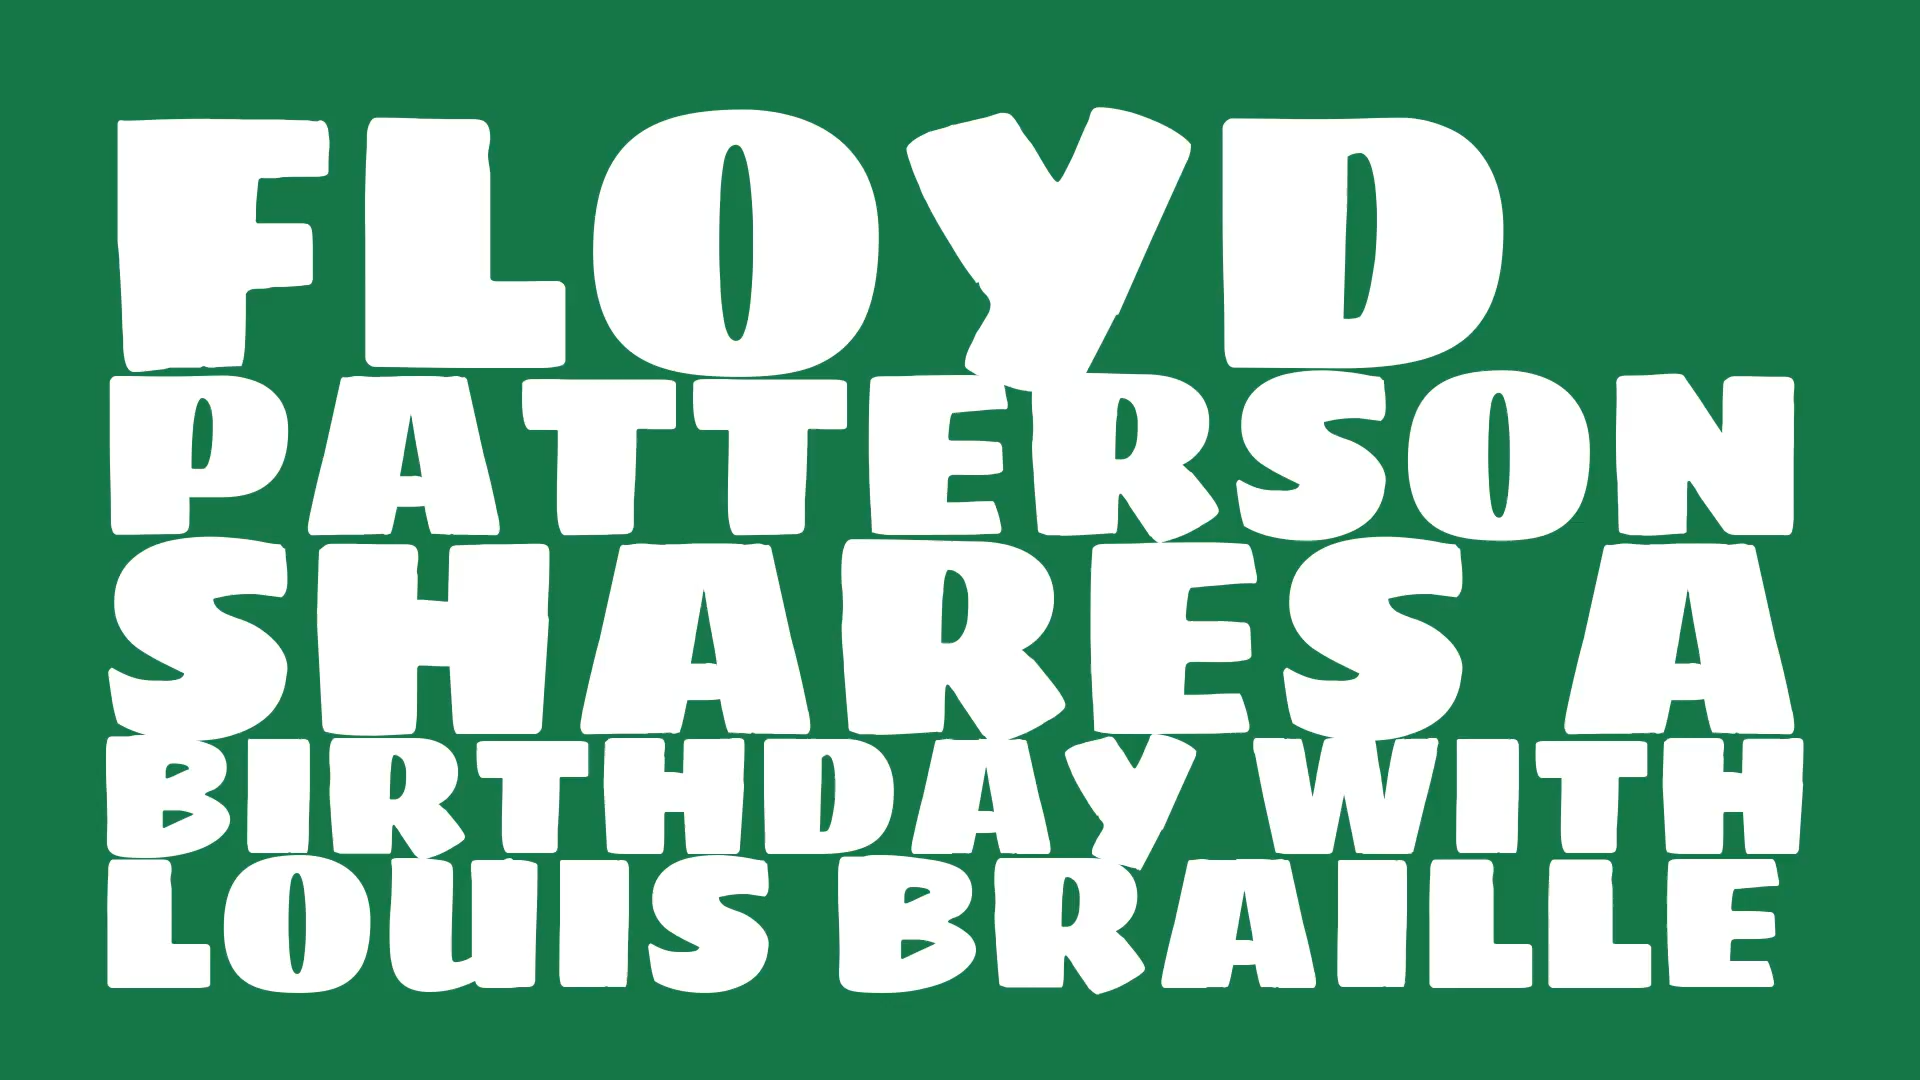 FLOYD
PATTERSON
SHARES A
BIRTHDAY WITH
LOUIS BRAILLE